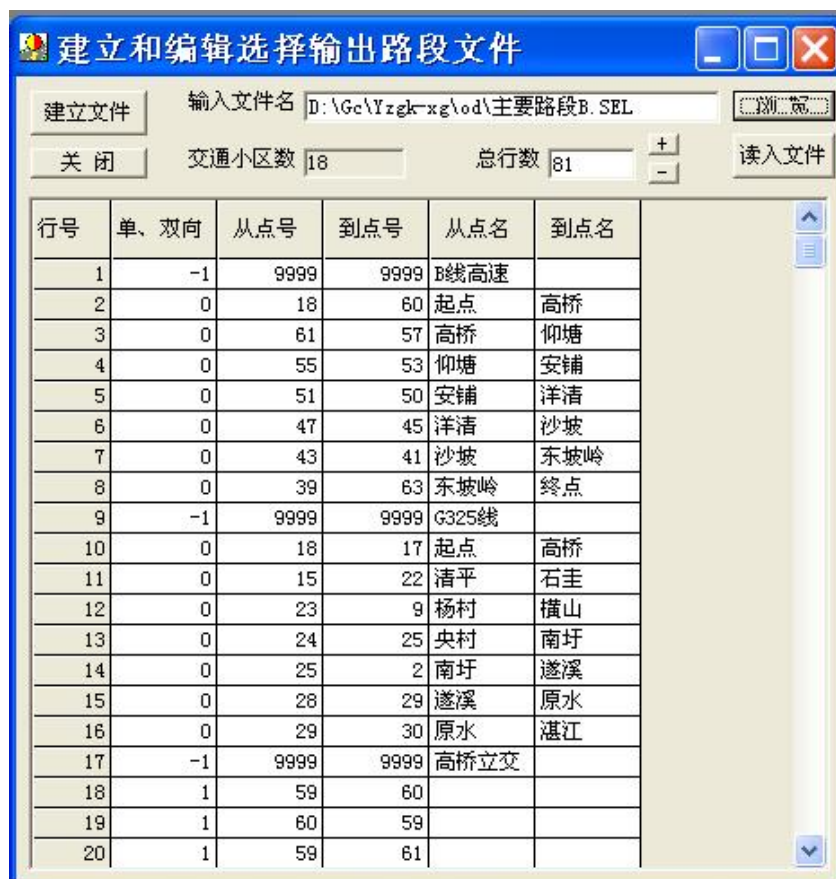 建立和编辑选择输出路段文件
建立文件 输入文件名 D:\Gc\Yzgk-xg\od\主要路段B.SEL
关 闭 交通小区数 18 总行数 81 + - 读入文件
行号 单、双向 从点号 到点号 从点名 到点名
1 -1 9999 9999 B线高速
2 0 18 60 起点 高桥
3 0 61 57 高桥 仰塘
4 0 55 53 仰塘 安铺
5 0 51 50 安铺 洋清
6 0 47 45 洋清 沙坡
7 0 43 41 沙坡 东坡岭
8 0 39 63 东坡岭 终点
9 -1 9999 9999 G325线
10 0 18 17 起点 高桥
11 0 15 22 清平 石圭
12 0 23 9 杨村 横山
13 0 24 25 央村 南圩
14 0 25 2 南圩 遂溪
15 0 28 29 遂溪 原水
16 0 29 30 原水 湛江
17 -1 9999 9999 高桥立交
18 1 59 60
19 1 60 59
20 1 59 61